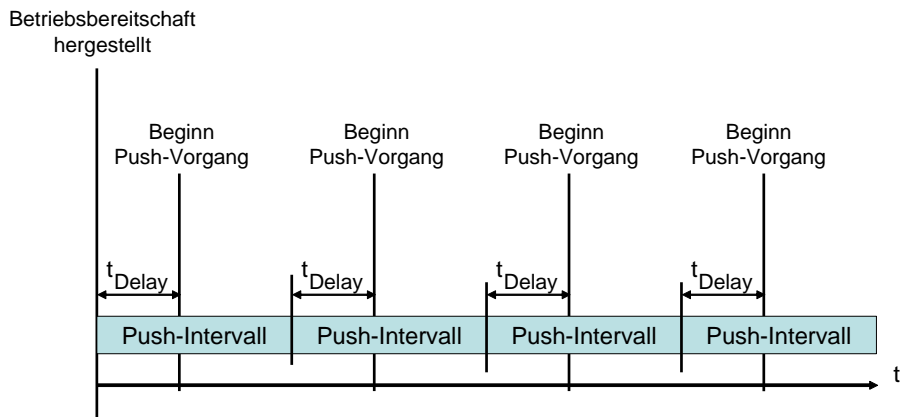 Betriebsbereitschaft
hergestellt
Beginn
Push-Vorgang
Beginn
Push-Vorgang
Beginn
Push-Vorgang
Beginn
Push-Vorgang
tDelay
tDelay
tDelay
tDelay
Push-Intervall
Push-Intervall
Push-Intervall
Push-Intervall
t